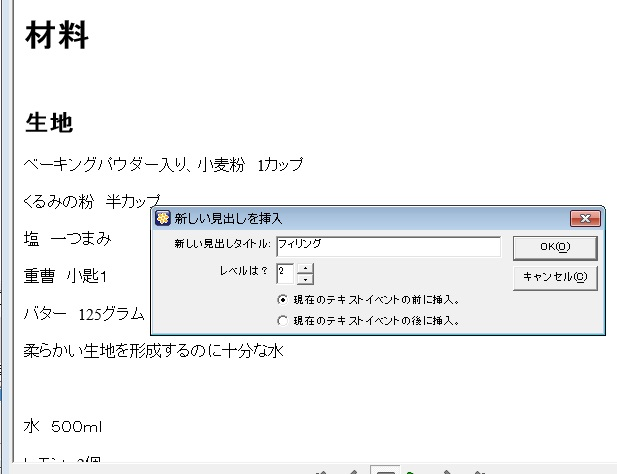 材料
生地
ベーキングパウダー入り、小麦粉　1カップ
くるみの粉　半カップ
新しい見出しを挿入
新しい見出しタイトル: フィリング
OK(O)
塩　一つまみ
レベルは？ 2
キャンセル(C)
重曹　小匙1
現在のテキストイベントの前に挿入。
バター　125グラム
現在のテキストイベントの後に挿入。
柔らかい生地を形成するのに十分な水
水　500ml
レモン　2個